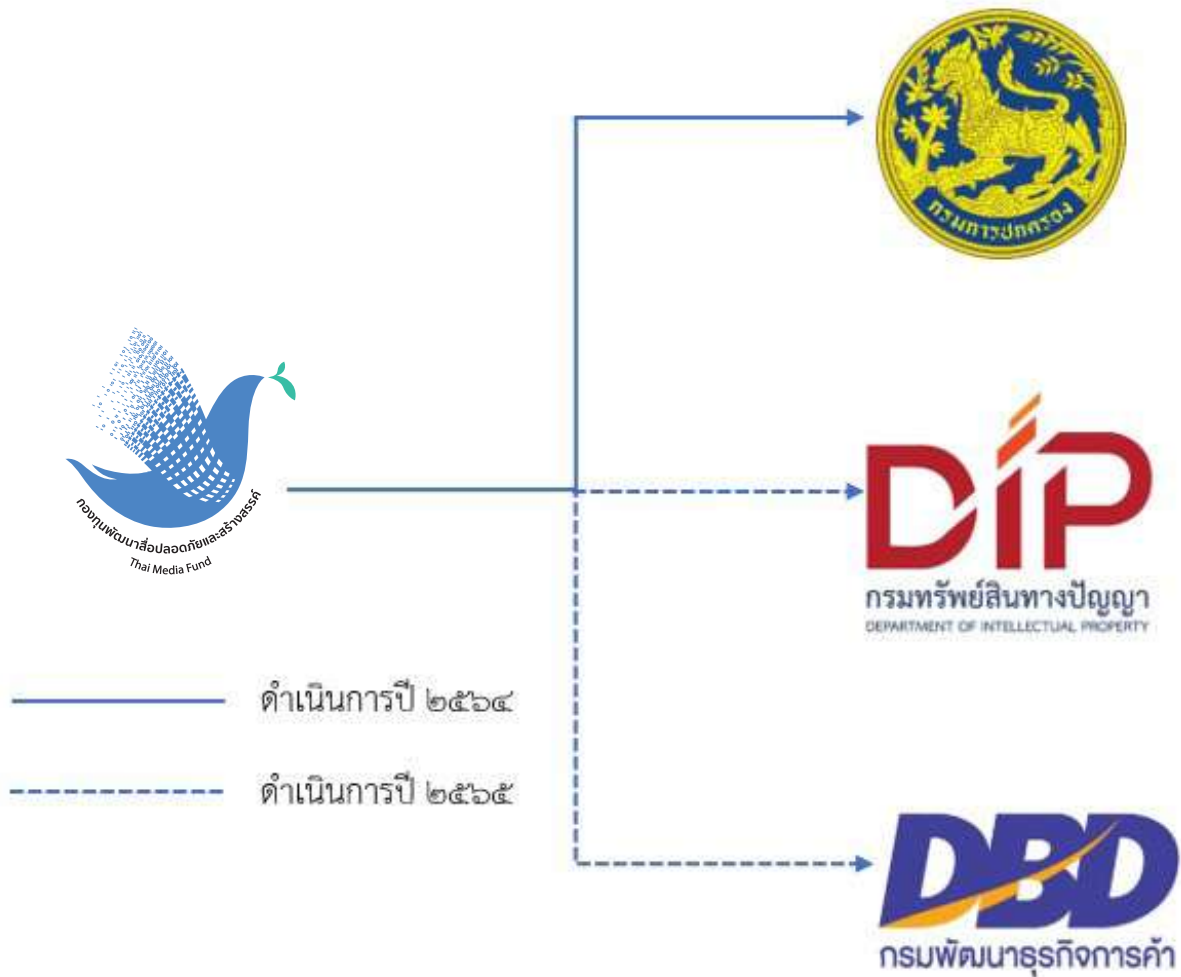 กรมการปกครอง
กองทุนพัฒนาสื่อปลอดภัยและสร้างสรรค์
Thai Media Fund
DIP
กรมทรัพย์สินทางปัญญา
DEPARTMENT OF INTELLECTUAL PROPERTY
ดำเนินการปี ๒๕๖๔
ดำเนินการปี ๒๕๖๕
DBD
กรมพัฒนาธุรกิจการค้า